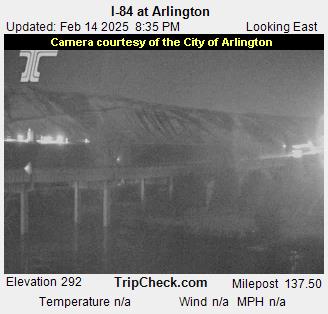 I-84 at Arlington
Updated: Feb 14 2025 8:35 PM Looking East
Camera courtesy of the City of Arlington
Elevation 292 TripCheck.com Milepost 137.50
Temperature n/a Wind n/a MPH n/a